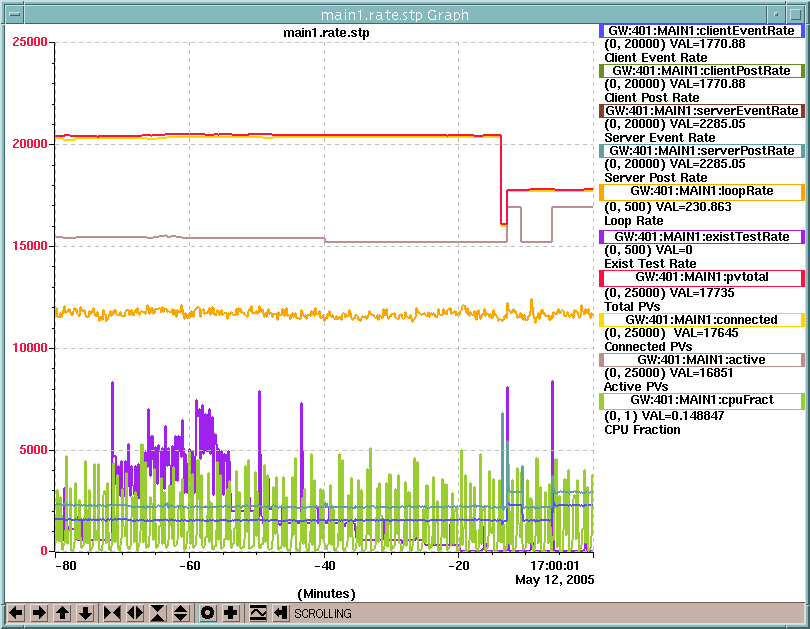 main1.rate.stp Graph
main1.rate.stp
25000
20000
15000
10000
5000
0
-80
-60
-40
-20
17:00:01
May 12, 2005
(Minutes)
GW:401:MAIN1:clientEventRate
(0, 20000) VAL=1770.88
Client Event Rate
GW:401:MAIN1:clientPostRate
(0, 20000) VAL=1770.88
Client Post Rate
GW:401:MAIN1:serverEventRate
(0, 20000) VAL=2285.05
Server Event Rate
GW:401:MAIN1:serverPostRate
(0, 20000) VAL=2285.05
Server Post Rate
GW:401:MAIN1:loopRate
(0, 500) VAL=230.863
Loop Rate
GW:401:MAIN1:existTestRate
(0, 500) VAL=0
Exist Test Rate
GW:401:MAIN1:pvtotal
(0, 25000) VAL=17735
Total PVs
GW:401:MAIN1:connected
(0, 25000) VAL=17645
Connected PVs
GW:401:MAIN1:active
(0, 25000) VAL=16851
Active PVs
GW:401:MAIN1:cpuFract
(0, 1) VAL=0.148847
CPU Fraction
SCROLLING